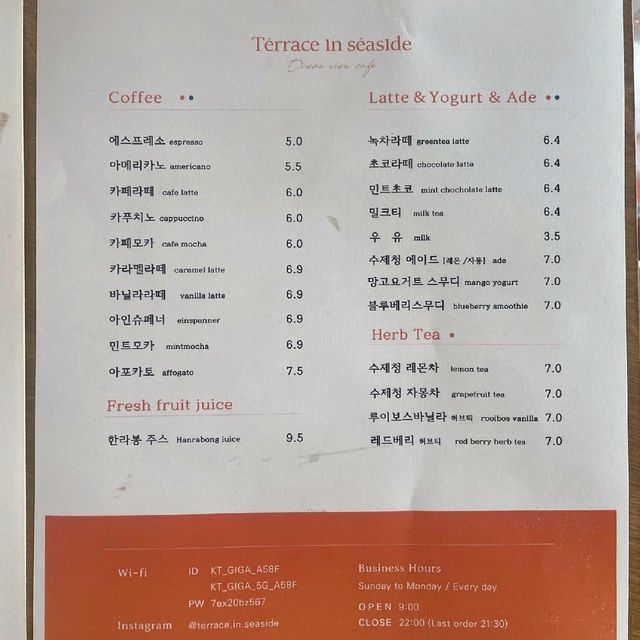 Térrace in séaside
Ocean view café
Coffee
에스프레소 espresso 5.0
아메리카노 americano 5.5
카페라떼 cafe latte 6.0
카푸치노 cappuccino 6.0
카페모카 cafe mocha 6.0
카라멜라떼 caramel latte 6.9
바닐라라떼 vanilla latte 6.9
아인슈페너 einspanner 6.9
민트모카 mintmocha 6.9
아포카토 affogato 7.5
Fresh fruit juice
한라봉 주스 Hanrabong juice 9.5
Latte & Yogurt & Ade
녹차라떼 greentea latte 6.4
초코라떼 chocolate latte 6.4
민트초코 mint chocholate latte 6.4
밀크티 milk tea 6.4
우 유 milk 3.5
수제청 에이드 [레몬 /자몽] ade 7.0
망고요거트 스무디 mango yogurt 7.0
블루베리스무디 blueberry smoothie 7.0
Herb Tea
수제청 레몬차 lemon tea 7.0
수제청 자몽차 grapefruit tea 7.0
루이보스바닐라 허브티 rooibos vanilla 7.0
레드베리 허브티 red berry herb tea 7.0
Wi-fi ID KT_GIGA_A58F
KT_GIGA_5G_A58F
PW 7ex20bz567
Instagram @terrace.in.seaside
Business Hours
Sunday to Monday / Every day
OPEN 9:00
CLOSE 22:00 (Last order 21:30)